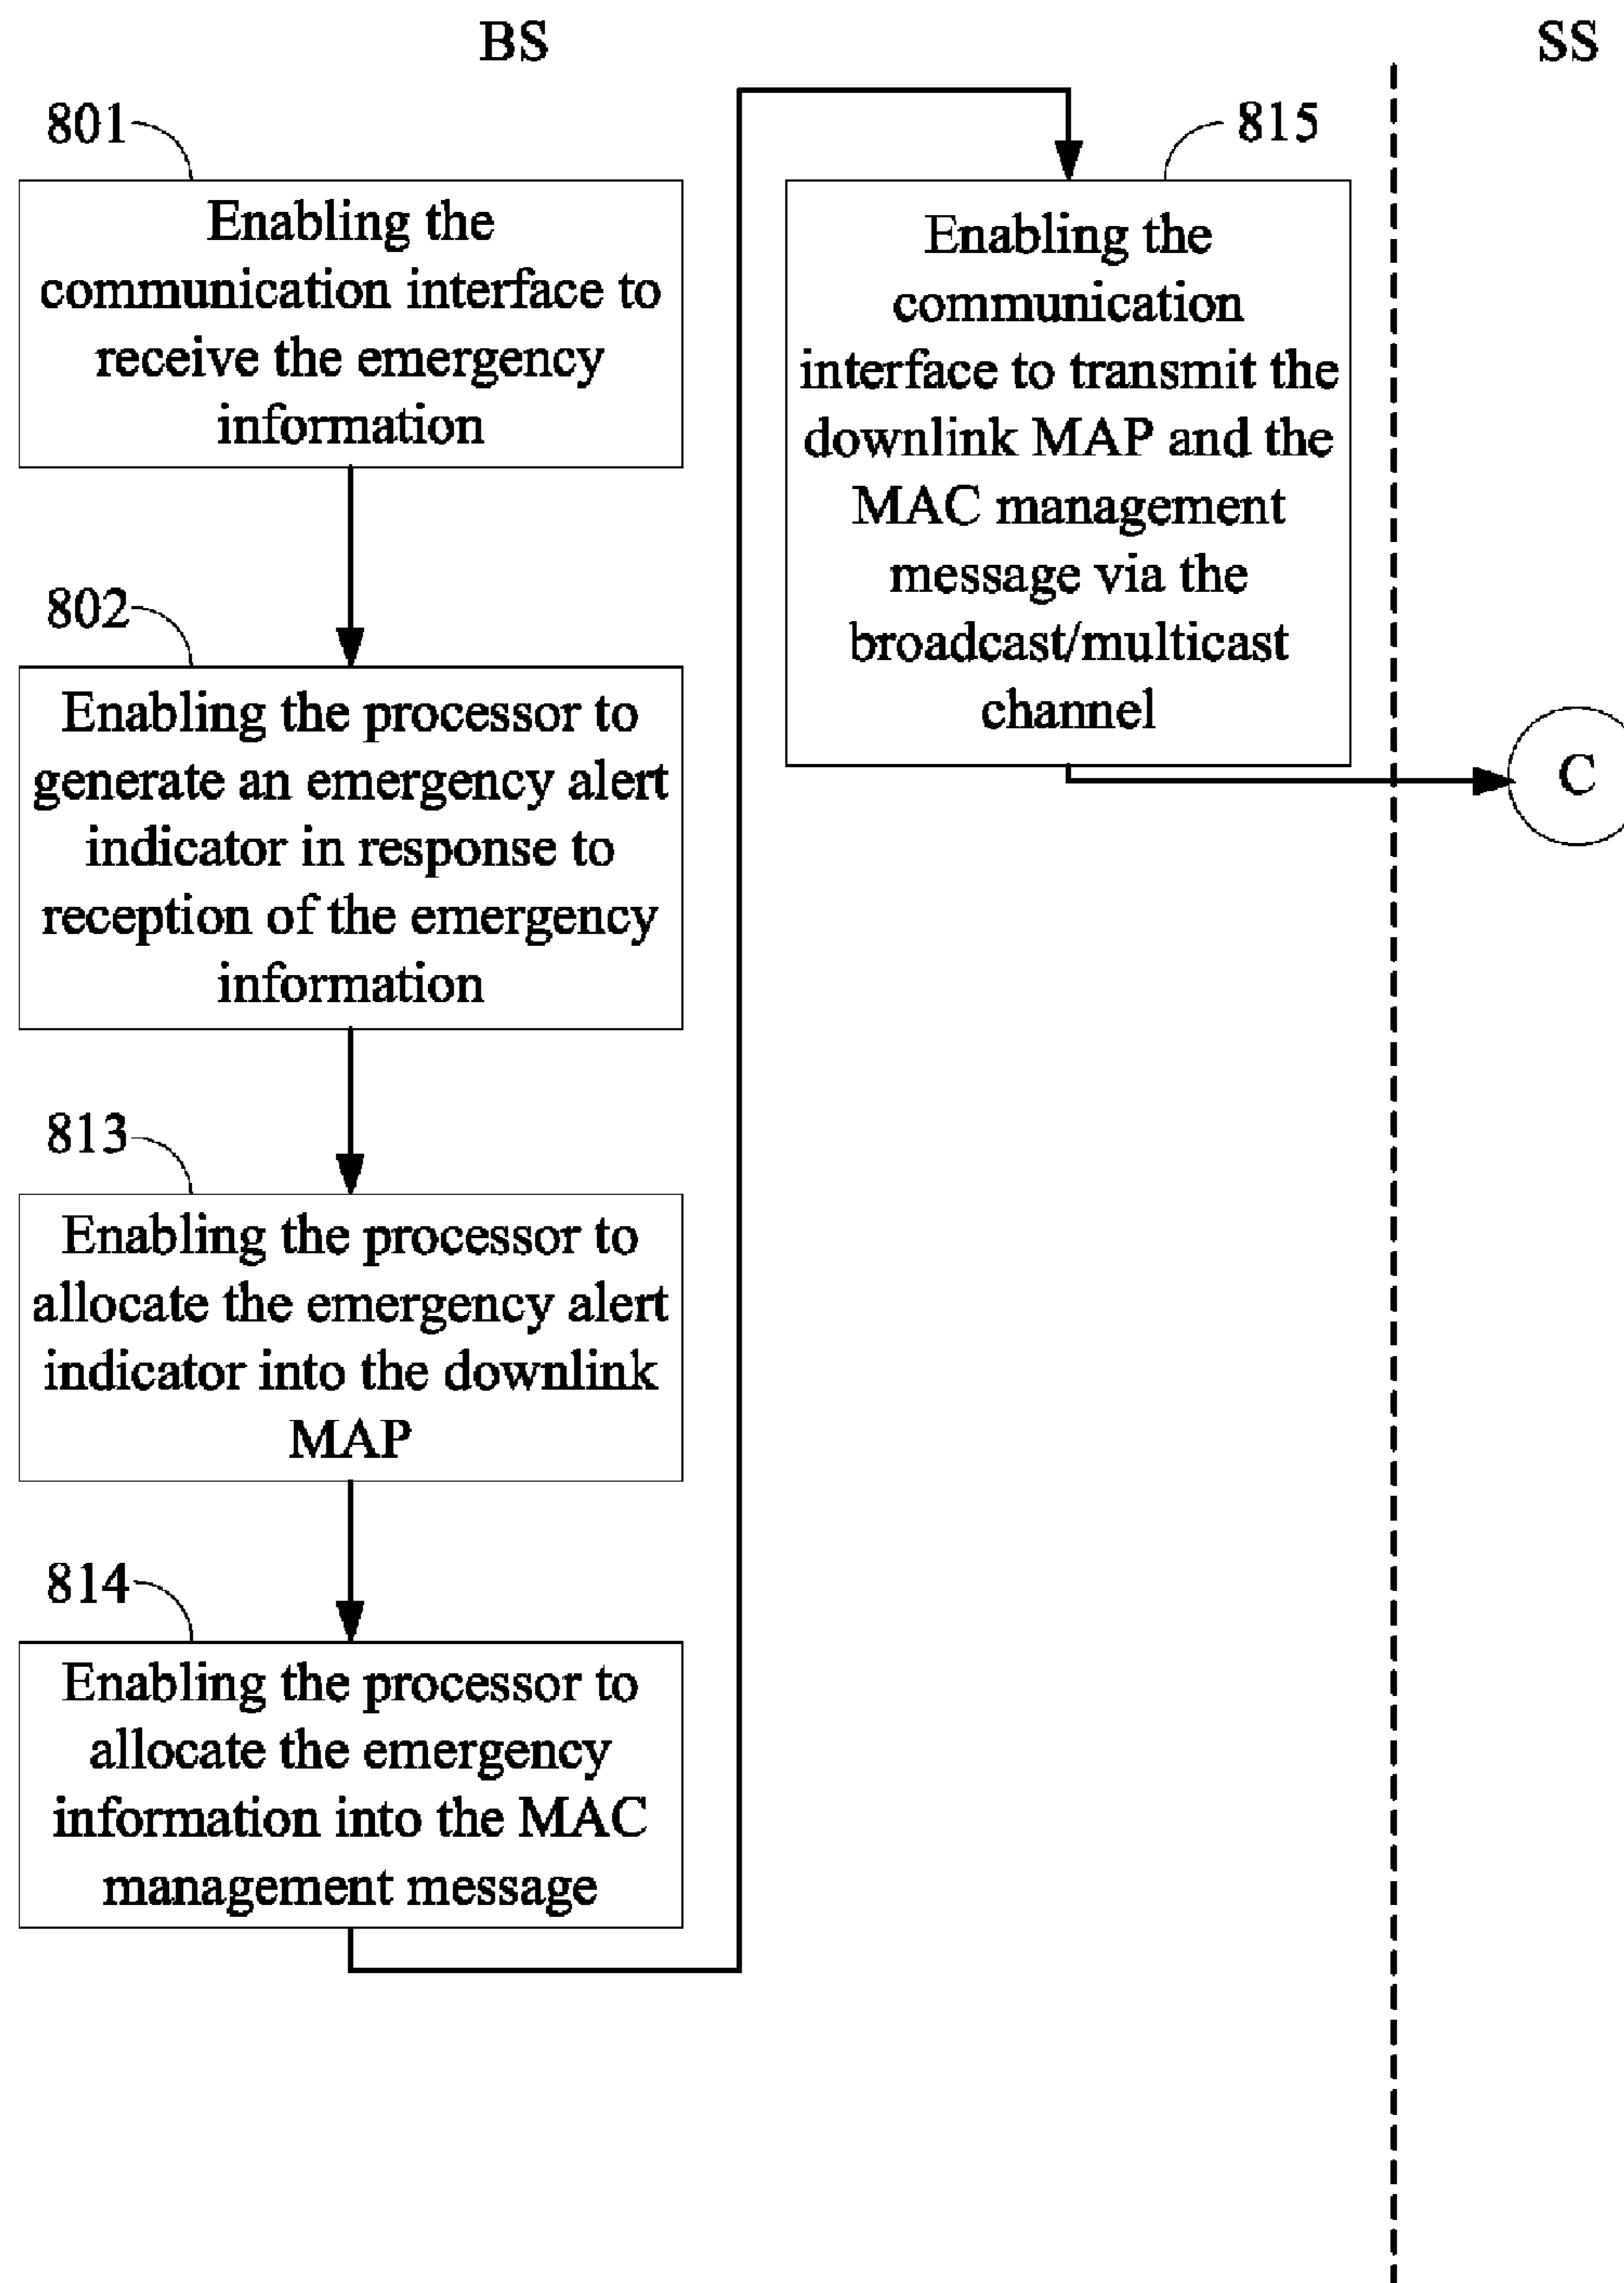 BS
SS
801
Enabling the
communication interface to
receive the emergency
information
802
Enabling the processor to
generate an emergency alert
indicator in response to
reception of the emergency
information
813
Enabling the processor to
allocate the emergency alert
indicator into the downlink
MAP
814
Enabling the processor to
allocate the emergency
information into the MAC
management message
815
Enabling the
communication
interface to transmit the
downlink MAP and the
MAC management
message via the
broadcast/multicast
channel
C